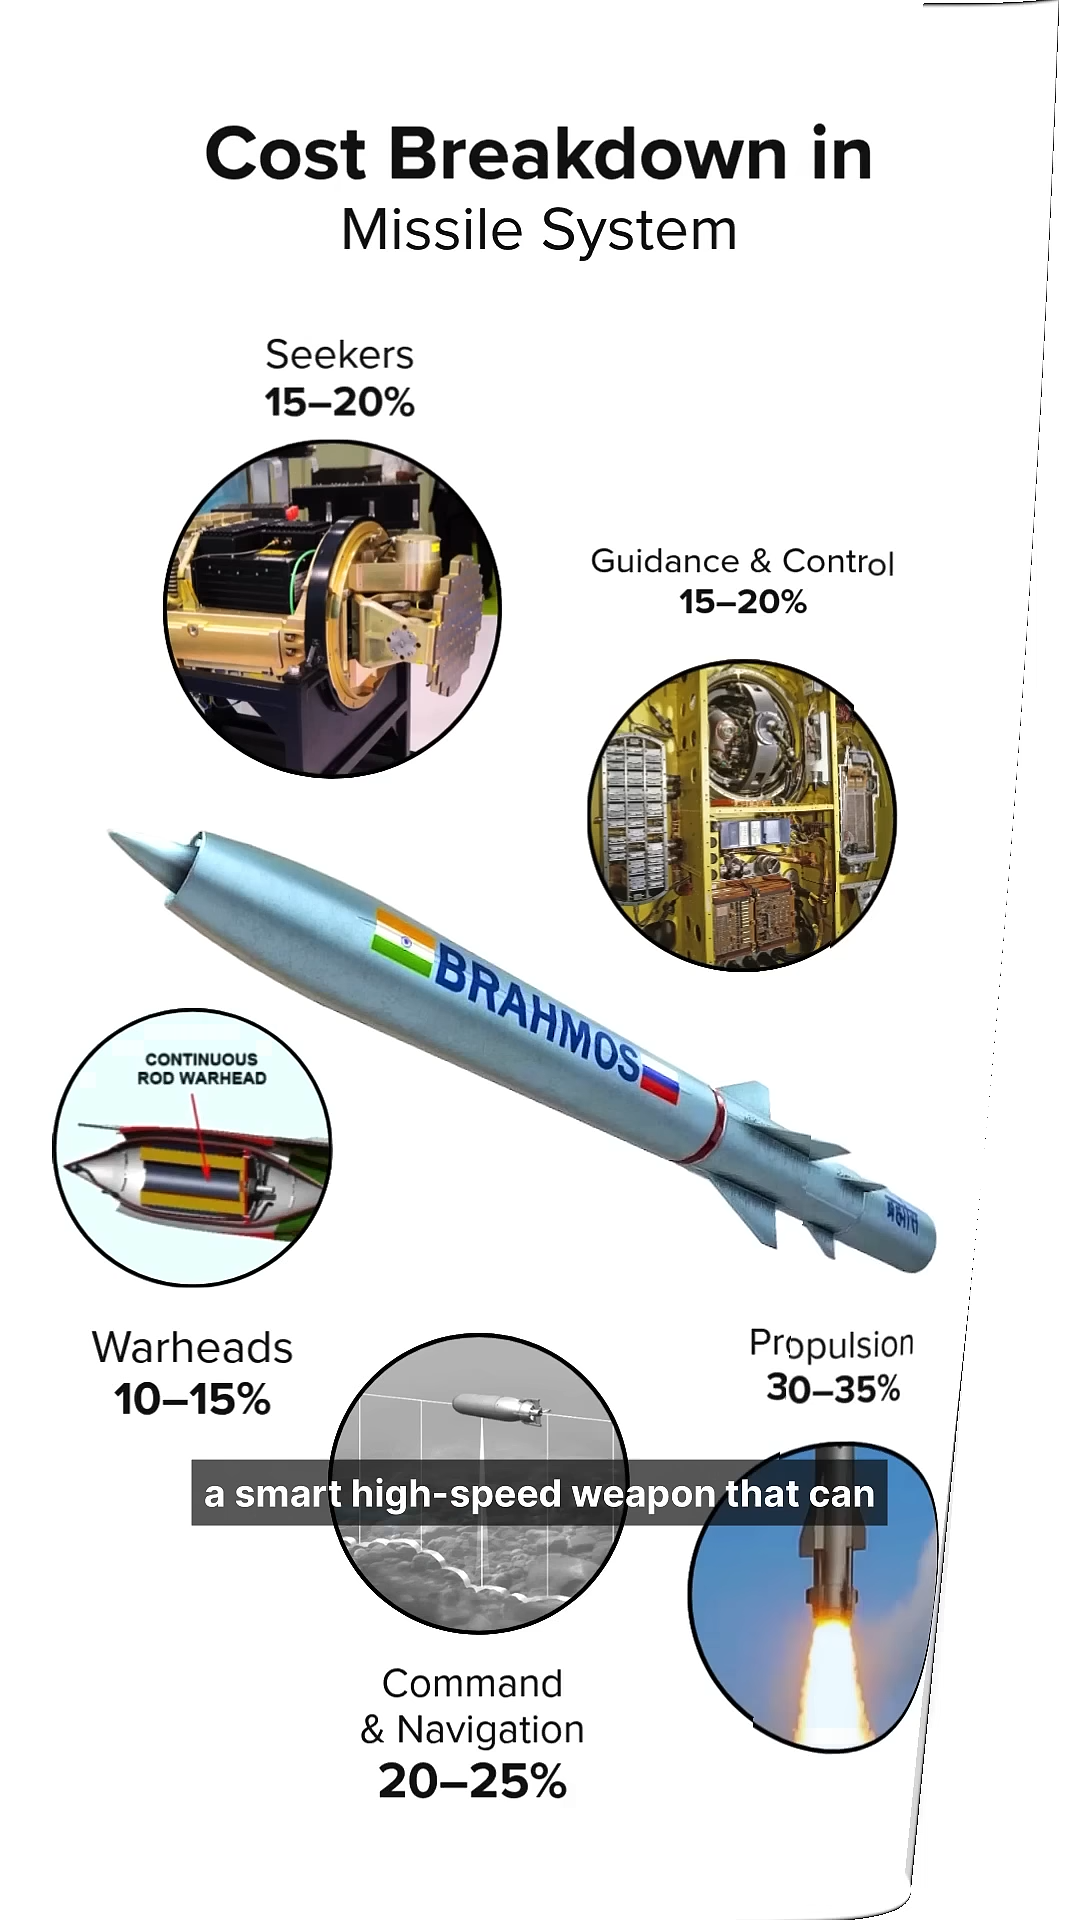 Cost Breakdown in
Missile System
Seekers
15–20%
Guidance & Control
15–20%
BRAHMOS
CONTINUOUS
ROD WARHEAD
Warheads
10–15%
Propulsion
30–35%
a smart high-speed weapon that can
Command
& Navigation
20–25%